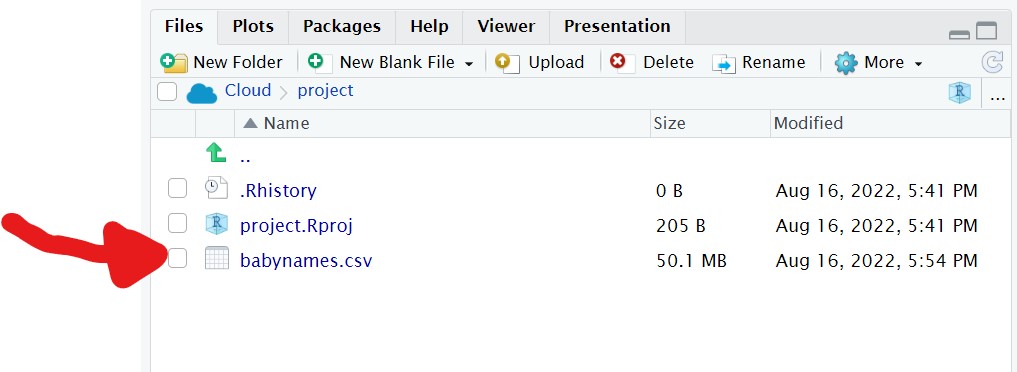 Files Plots Packages Help Viewer Presentation
New Folder New Blank File Upload Delete Rename More
Cloud project R ...
Name Size Modified
..
.Rhistory 0 B Aug 16, 2022, 5:41 PM
R project.Rproj 205 B Aug 16, 2022, 5:41 PM
babynames.csv 50.1 MB Aug 16, 2022, 5:54 PM